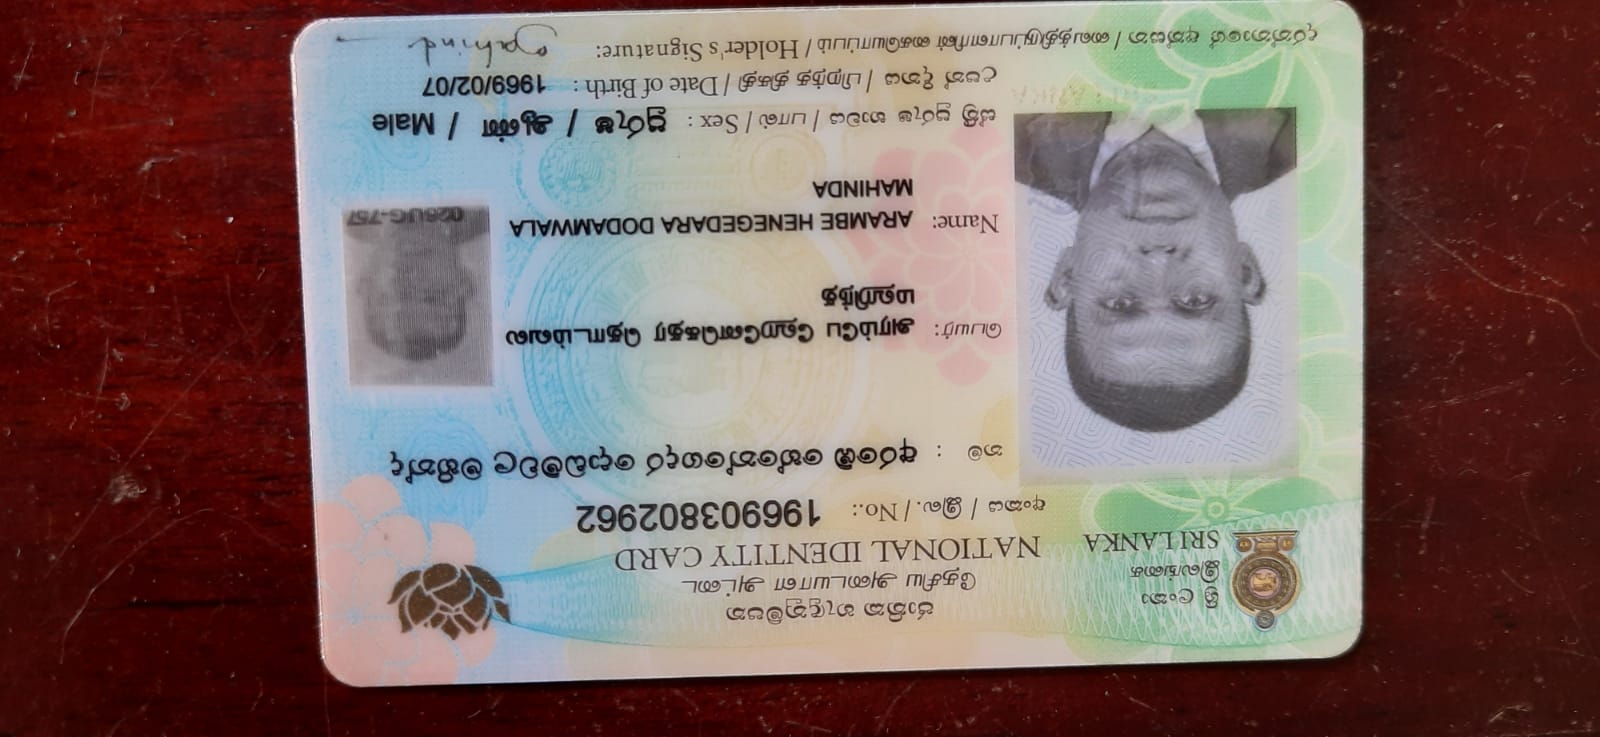 ශ්‍රී ලංකා
இலங்கை
SRI LANKA
ජාතික හැඳුනුම්පත
தேசிய அடையாள அட்டை
NATIONAL IDENTITY CARD
අංකය / இல. / No.: 196903802962
නම : අරඹේ හේනේගෙදර දොඩම්වල මහින්ද
பெயர்: அரம்பே ஹேனேகெதர தொடம்வல
மஹிந்த
Name: ARAMBE HENEGEDARA DODAMWALA
MAHINDA
026UG-757
ස්ත්‍රී පුරුෂ භාවය / பால் / Sex : පුරුෂ / ஆண் / Male
උපන් දිනය / பிறந்த திகதி / Date of Birth : 1969/02/07
දරන්නාගේ අත්සන / வைத்திருப்பாளரின் கையொப்பம் / Holder's Signature:
SRI LANKA